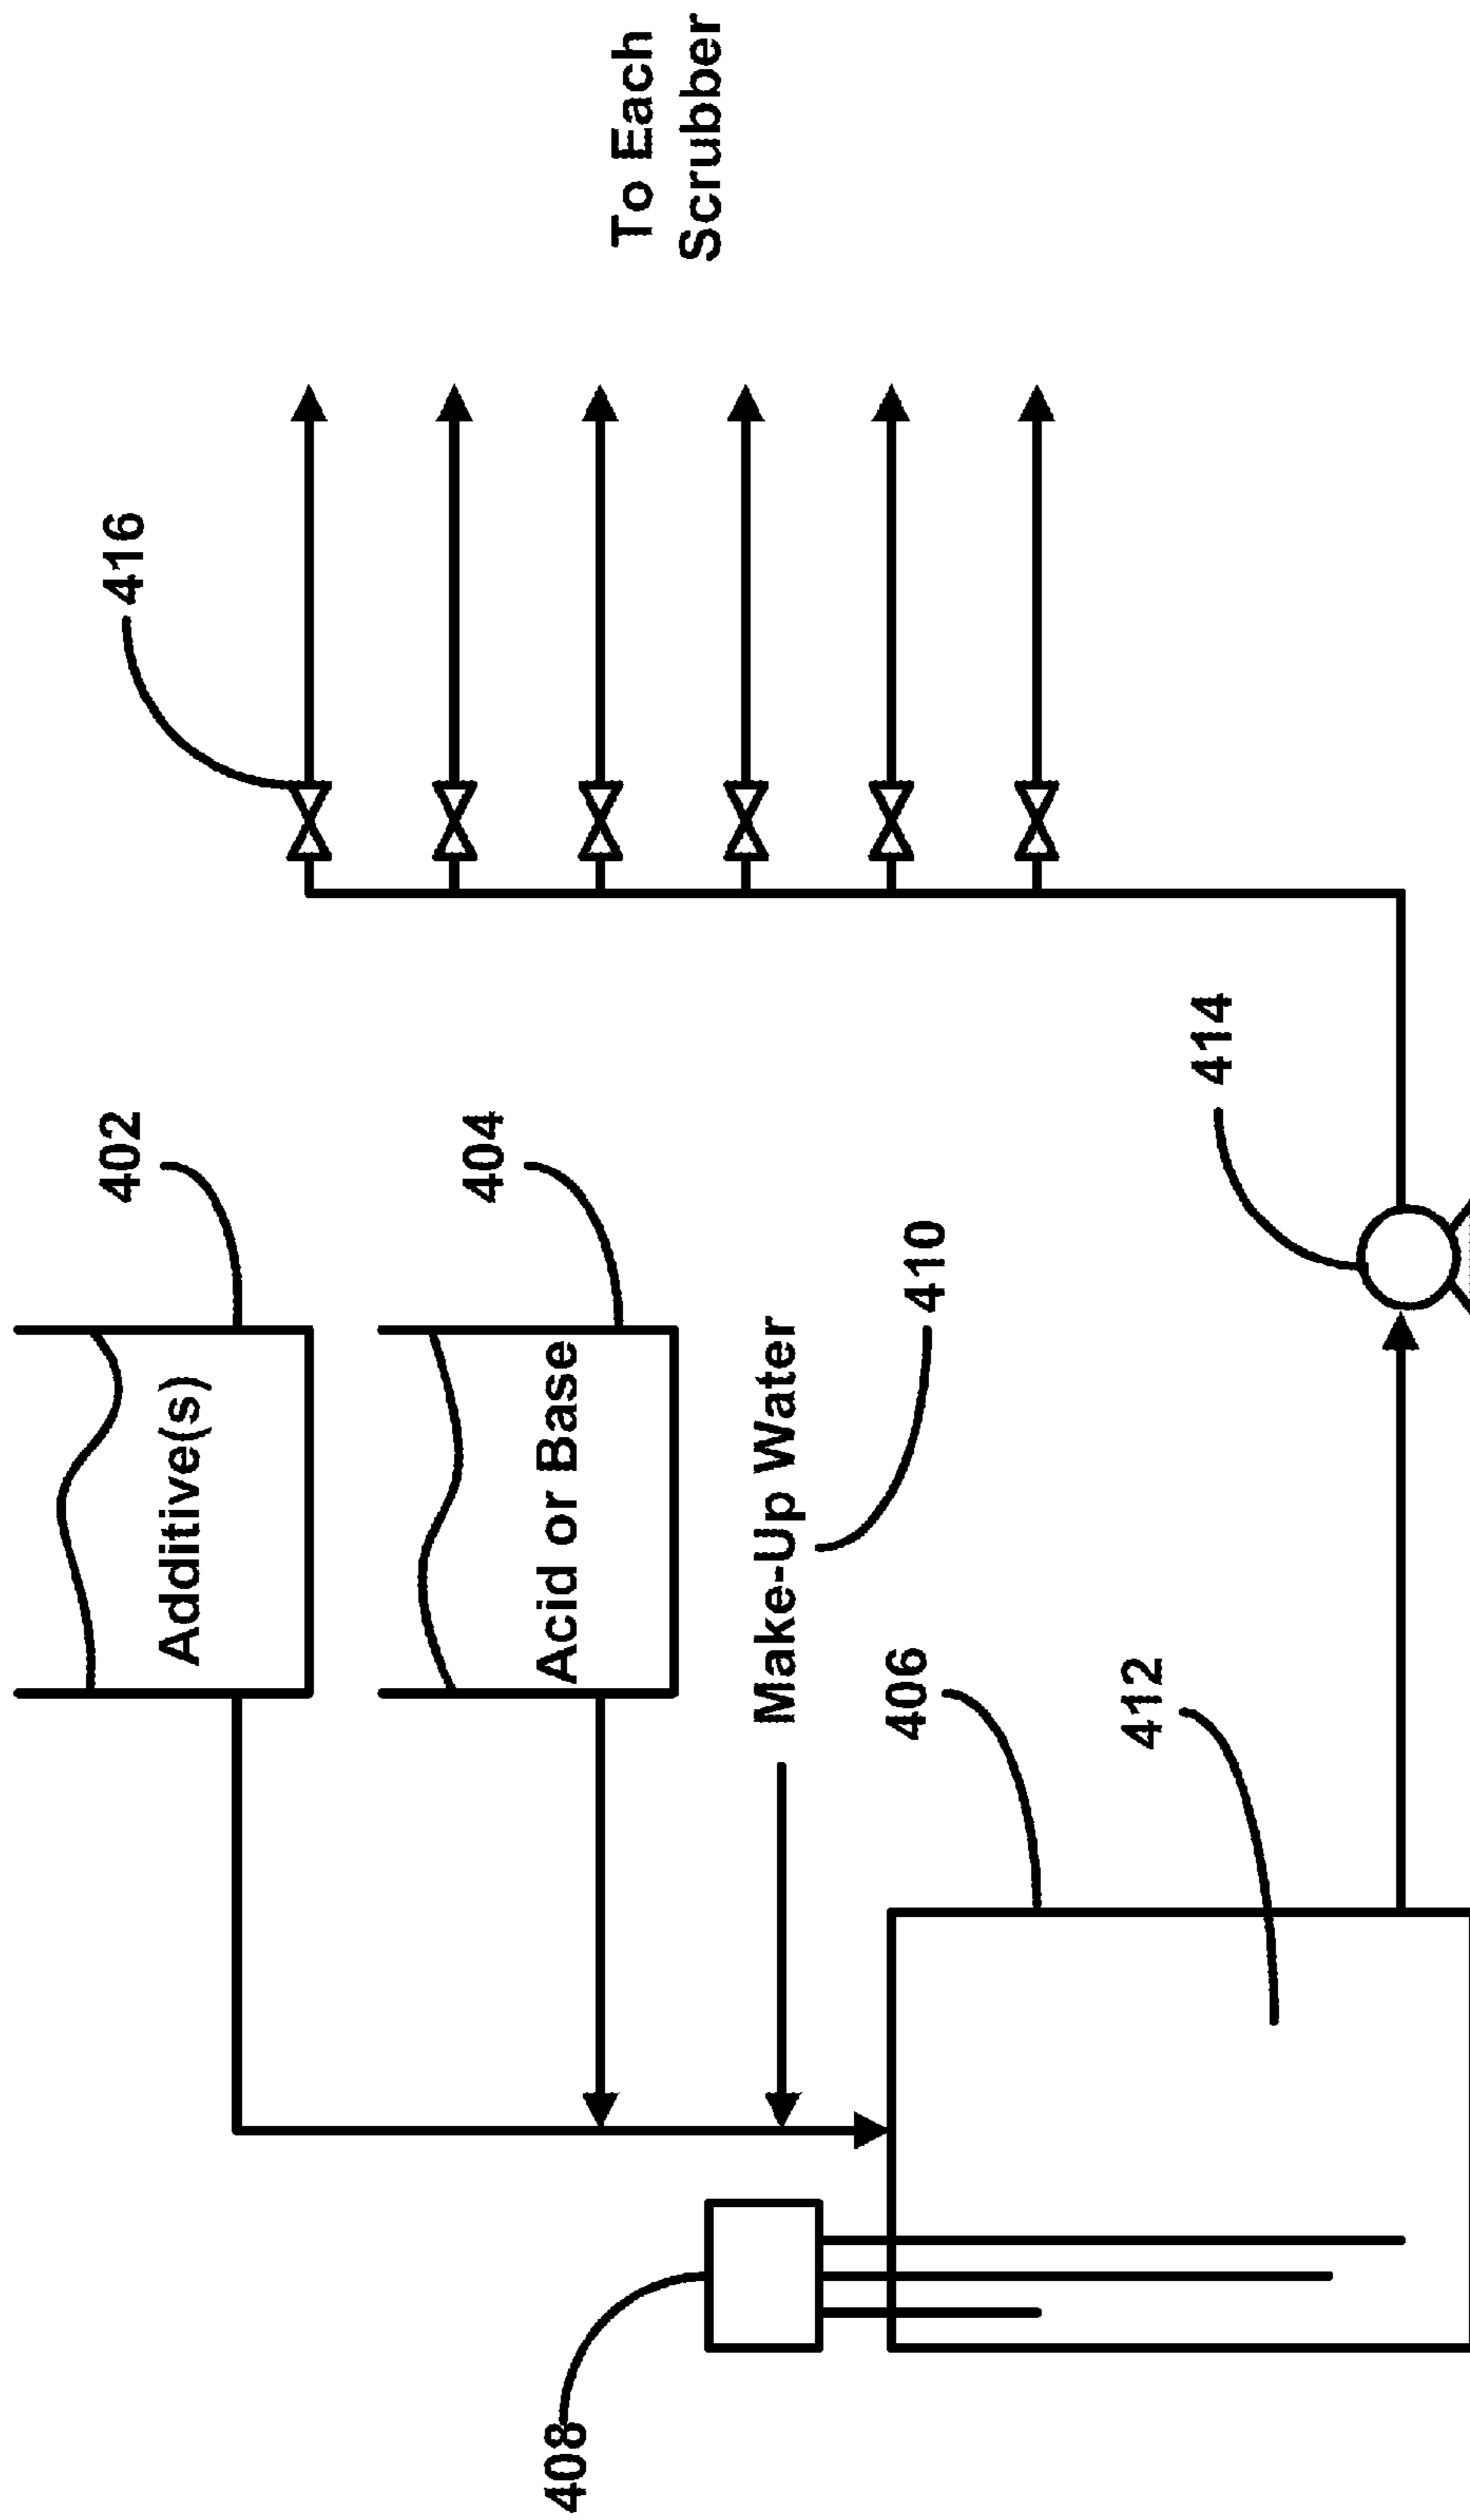 402
Additive(s)
404
Acid or Base
408
Make-Up Water
410
406
412
414
416
To Each
Scrubber